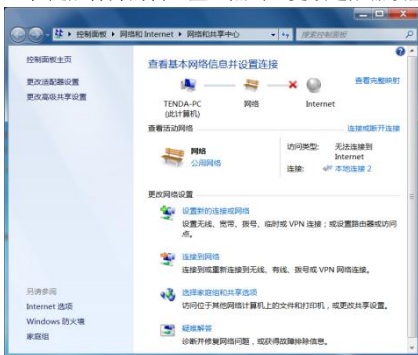 控制面板 ▸ 网络和 Internet ▸ 网络和共享中心
搜索控制面板
控制面板主页
更改适配器设置
更改高级共享设置
查看基本网络信息并设置连接
查看完整映射
TENDA-PC
(此计算机)
网络
Internet
查看活动网络
连接或断开连接
网络
公用网络
访问类型: 无法连接到
Internet
连接: 本地连接 2
更改网络设置
设置新的连接或网络
设置无线、宽带、拨号、临时或 VPN 连接；或设置路由器或访问
点。
连接到网络
连接到或重新连接到无线、有线、拨号或 VPN 网络连接。
选择家庭组和共享选项
访问位于其他网络计算机上的文件和打印机，或更改共享设置。
疑难解答
诊断并修复网络问题，或获得故障排除信息。
另请参阅
Internet 选项
Windows 防火墙
家庭组